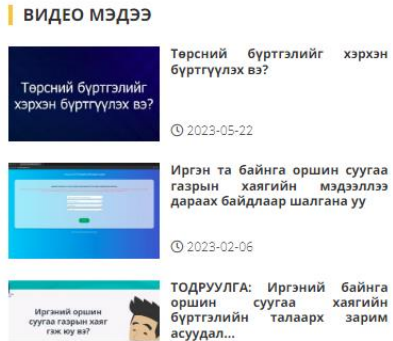 ВИДЕО МЭДЭЭ
Төрсний бүртгэлийг
хэрхэн бүртгүүлэх вэ?
Төрсний бүртгэлийг хэрхэн
бүртгүүлэх вэ?
2023-05-22
Иргэн та байнга оршин суугаа
газрын хаягийн мэдээллээ
дараах байдлаар шалгана уу
2023-02-06
Иргэний оршин
суугаа газрын хаяг
гэж юу вэ?
ТОДРУУЛГА: Иргэний байнга
оршин суугаа хаягийн
бүртгэлийн талаарх зарим
асуудал...